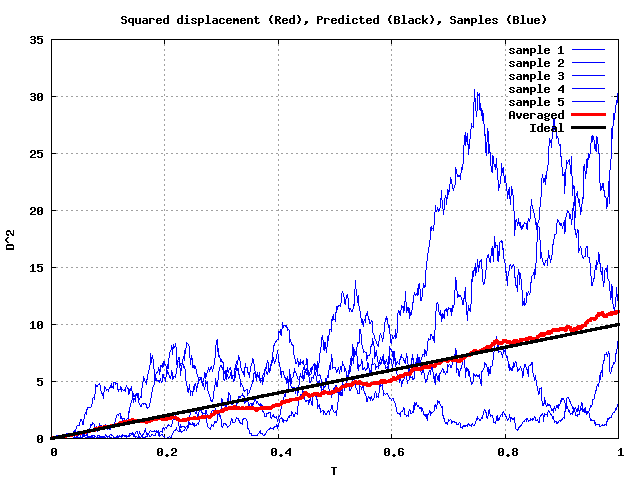 Squared displacement (Red), Predicted (Black), Samples (Blue)
35
30
25
20
15
10
5
0
D^2
sample 1
sample 2
sample 3
sample 4
sample 5
Averaged
Ideal
0 0.2 0.4 0.6 0.8 1
T